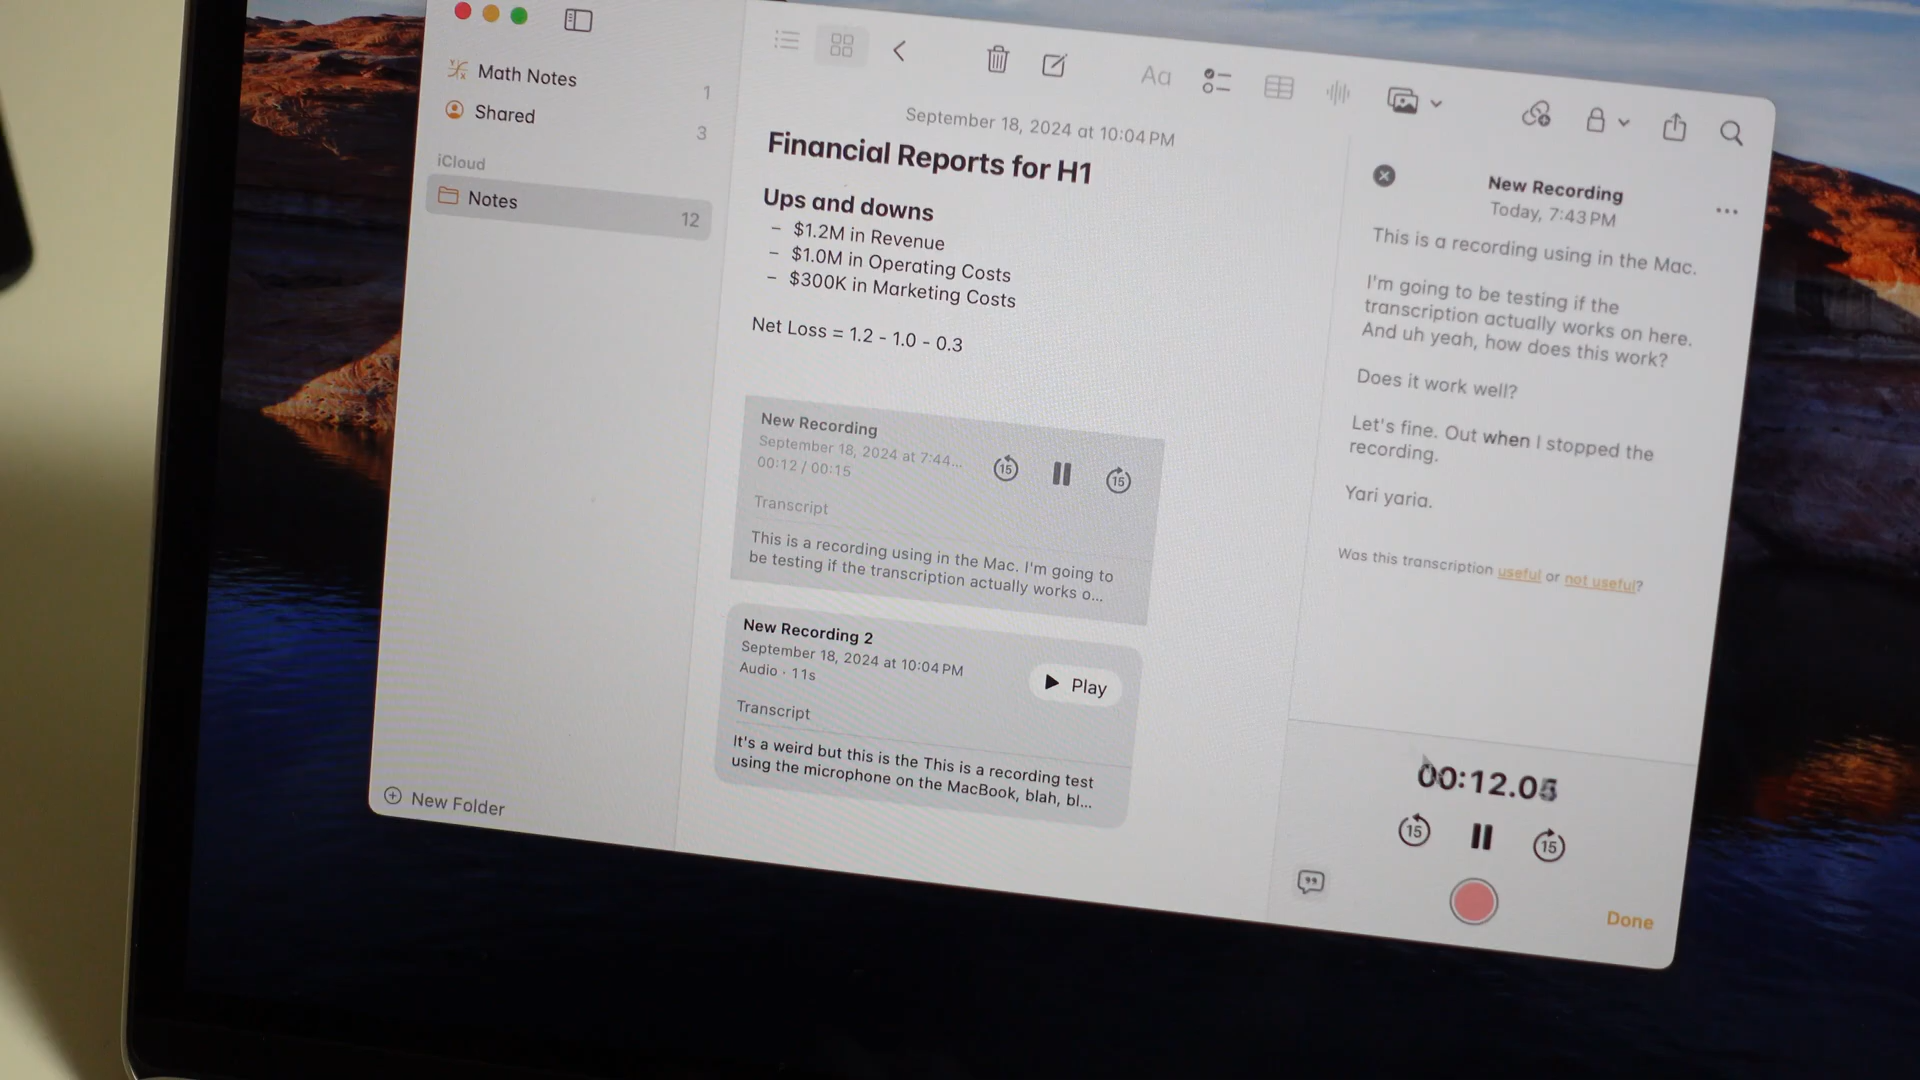 Math Notes
1
Shared
3
iCloud
Notes
12
New Folder
Aa
September 18, 2024 at 10:04 PM
Financial Reports for H1
Ups and downs
- $1.2M in Revenue
- $1.0M in Operating Costs
- $300K in Marketing Costs
Net Loss = 1.2 - 1.0 - 0.3
New Recording
September 18, 2024 at 7:44...
00:12 / 00:15
15
15
Transcript
This is a recording using in the Mac. I'm going to
be testing if the transcription actually works o...
New Recording 2
September 18, 2024 at 10:04 PM
Audio · 11s
Play
Transcript
It's a weird but this is the This is a recording test
using the microphone on the MacBook, blah, bl...
New Recording
Today, 7:43 PM
This is a recording using in the Mac.
I'm going to be testing if the
transcription actually works on here.
And uh yeah, how does this work?
Does it work well?
Let's fine. Out when I stopped the
recording.
Yari yaria.
Was this transcription useful or not useful?
00:12.05
15
15
Done